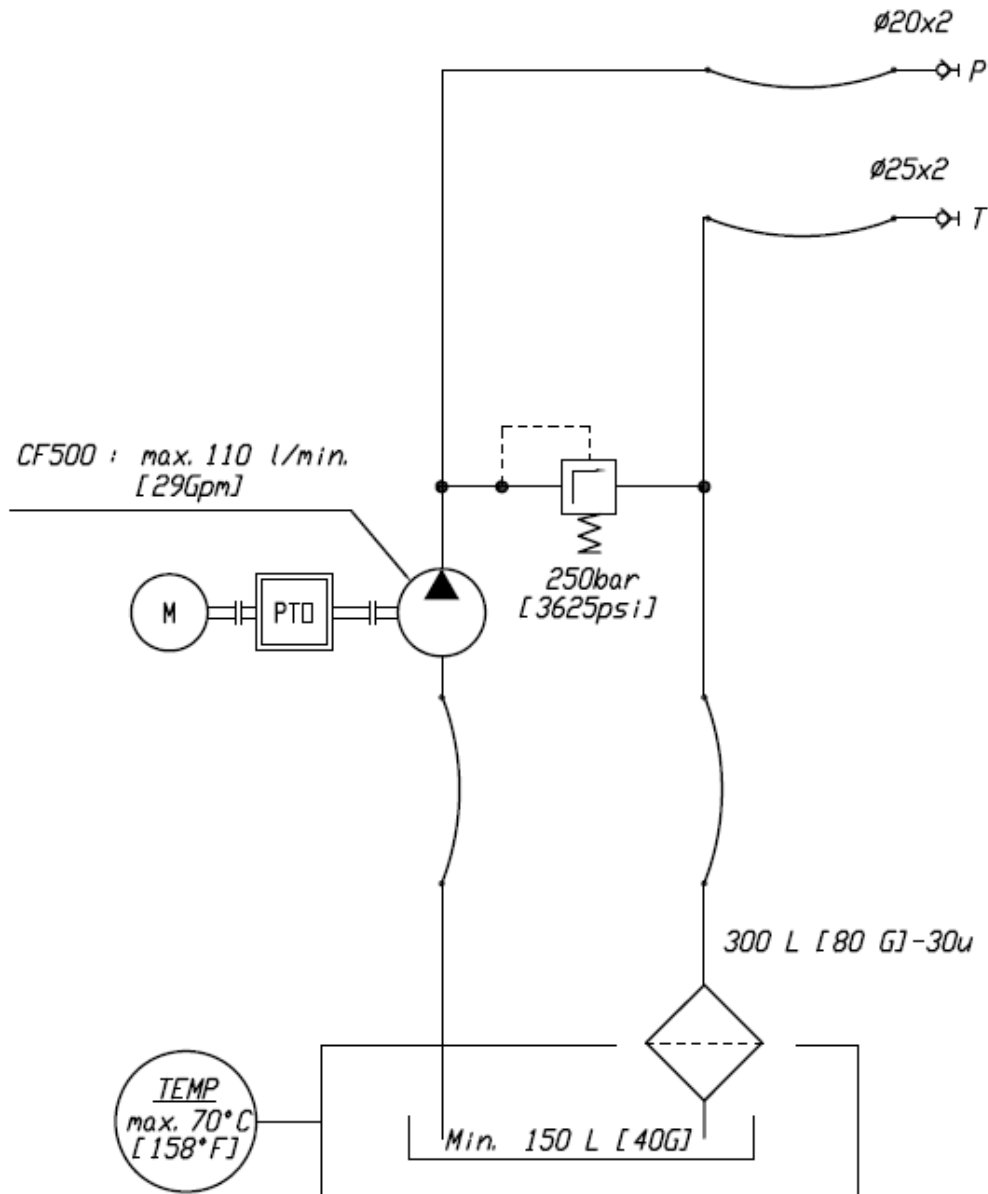 ø20x2
P
ø25x2
T
CF500 : max. 110 l/min.
[29Gpm]
250bar
[3625psi]
M
PTO
300 L [80 G]-30u
TEMP
max. 70°C
[158°F]
Min. 150 L [40G]